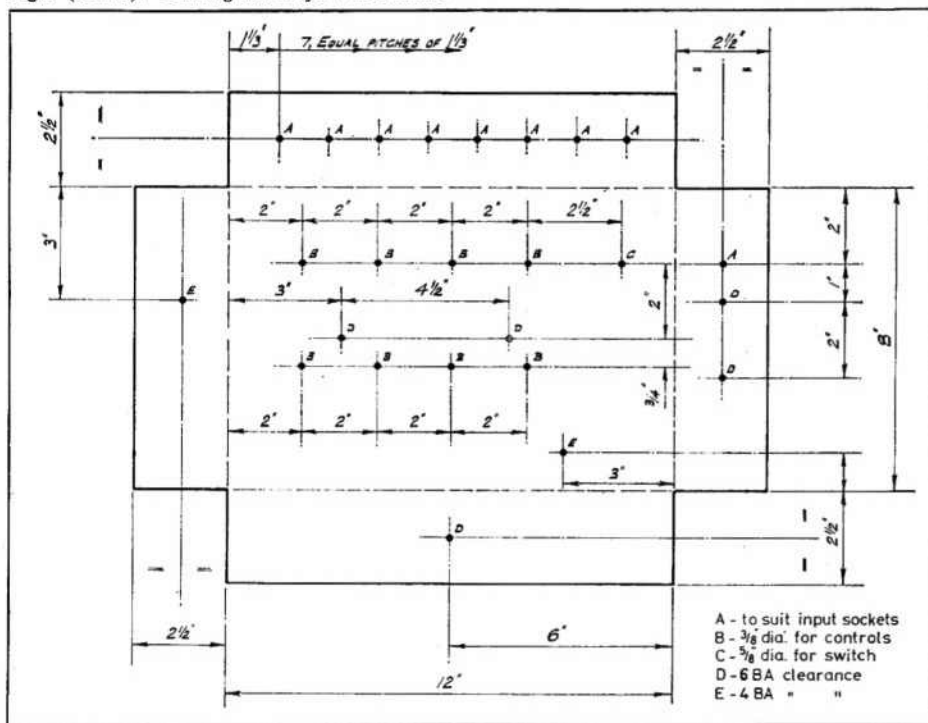 1⅓" 7, EQUAL PITCHES OF 1⅓" 2½"
2½"
A A A A A A A A
3"
2" 2" 2" 2" 2½" 2"
B B B B C A
1"
E 3" 4½" 2" D
D D 2" 8"
B B B B
¾" D
2" 2" 2" 2"
E
3"
D 2½"
2½" 6"
12"
A - to suit input sockets
B - ⅜" dia. for controls
C - ⅝" dia. for switch
D - 6 BA clearance
E - 4 BA " "